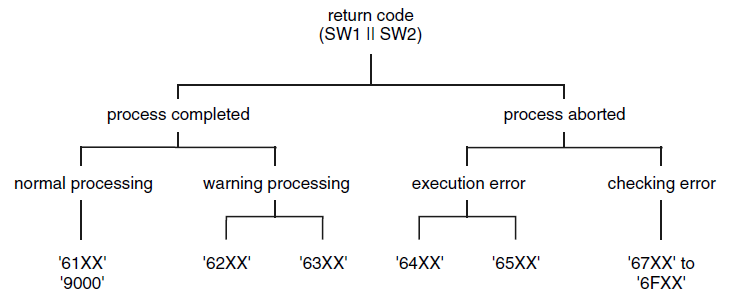 return code
(SW1 || SW2)
process completed
process aborted
normal processing
warning processing
execution error
checking error
'61XX'
'9000'
'62XX'
'63XX'
'64XX'
'65XX'
'67XX' to
'6FXX'